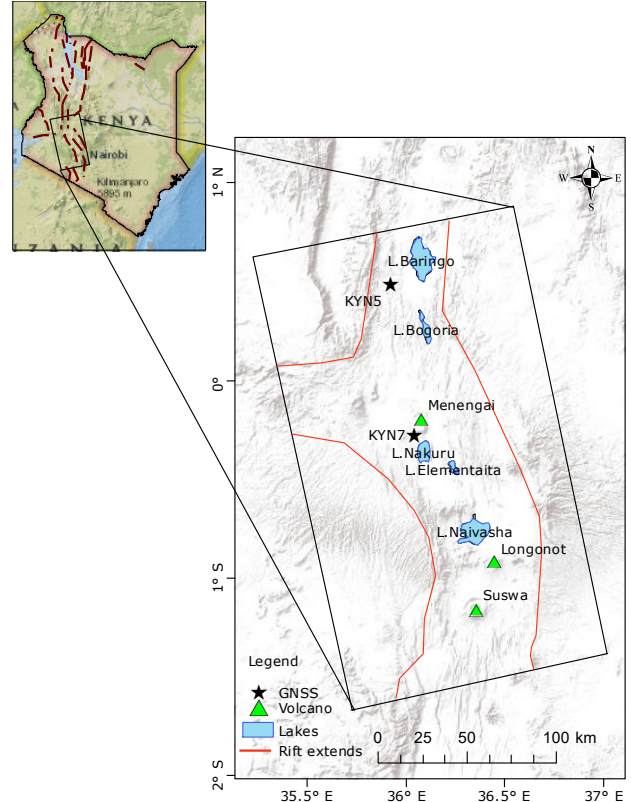 KENYA
Nairobi
Kilimanjaro
5895 m
ZANIA
N
W
E
S
1° N
0°
1° S
2° S
L.Baringo
KYN5
L.Bogoria
Menengai
KYN7
L.Nakuru
L.Elementaita
L.Naivasha
Longonot
Suswa
Legend
GNSS
Volcano
Lakes
Rift extends
0 25 50 100 km
35.5° E 36° E 36.5° E 37° E